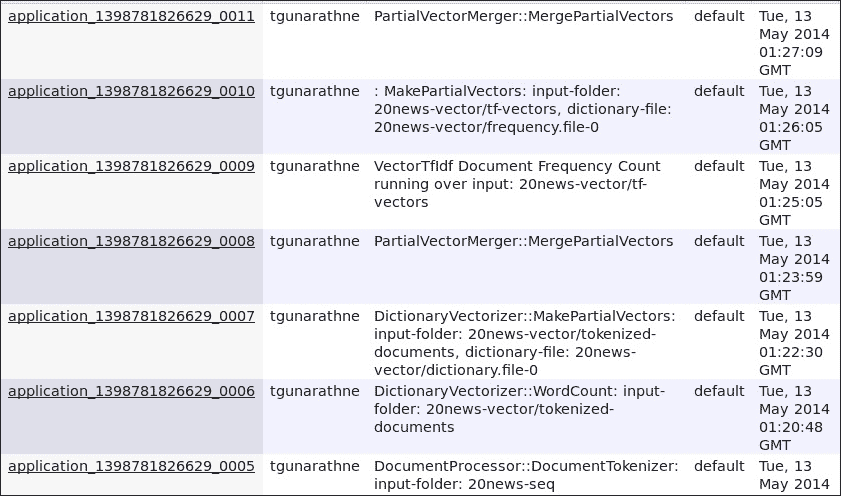 application_1398781826629_0011 tgunarathne PartialVectorMerger::MergePartialVectors default Tue, 13
May 2014
01:27:09
GMT
application_1398781826629_0010 tgunarathne : MakePartialVectors: input-folder: default Tue, 13
20news-vector/tf-vectors, dictionary-file: May 2014
20news-vector/frequency.file-0 01:26:05
GMT
application_1398781826629_0009 tgunarathne VectorTfIdf Document Frequency Count default Tue, 13
running over input: 20news-vector/tf- May 2014
vectors 01:25:05
GMT
application_1398781826629_0008 tgunarathne PartialVectorMerger::MergePartialVectors default Tue, 13
May 2014
01:23:59
GMT
application_1398781826629_0007 tgunarathne DictionaryVectorizer::MakePartialVectors: default Tue, 13
input-folder: 20news-vector/tokenized- May 2014
documents, dictionary-file: 20news- 01:22:30
vector/dictionary.file-0 GMT
application_1398781826629_0006 tgunarathne DictionaryVectorizer::WordCount: input- default Tue, 13
folder: 20news-vector/tokenized- May 2014
documents 01:20:48
GMT
application_1398781826629_0005 tgunarathne DocumentProcessor::DocumentTokenizer: default Tue, 13
input-folder: 20news-seq May 2014